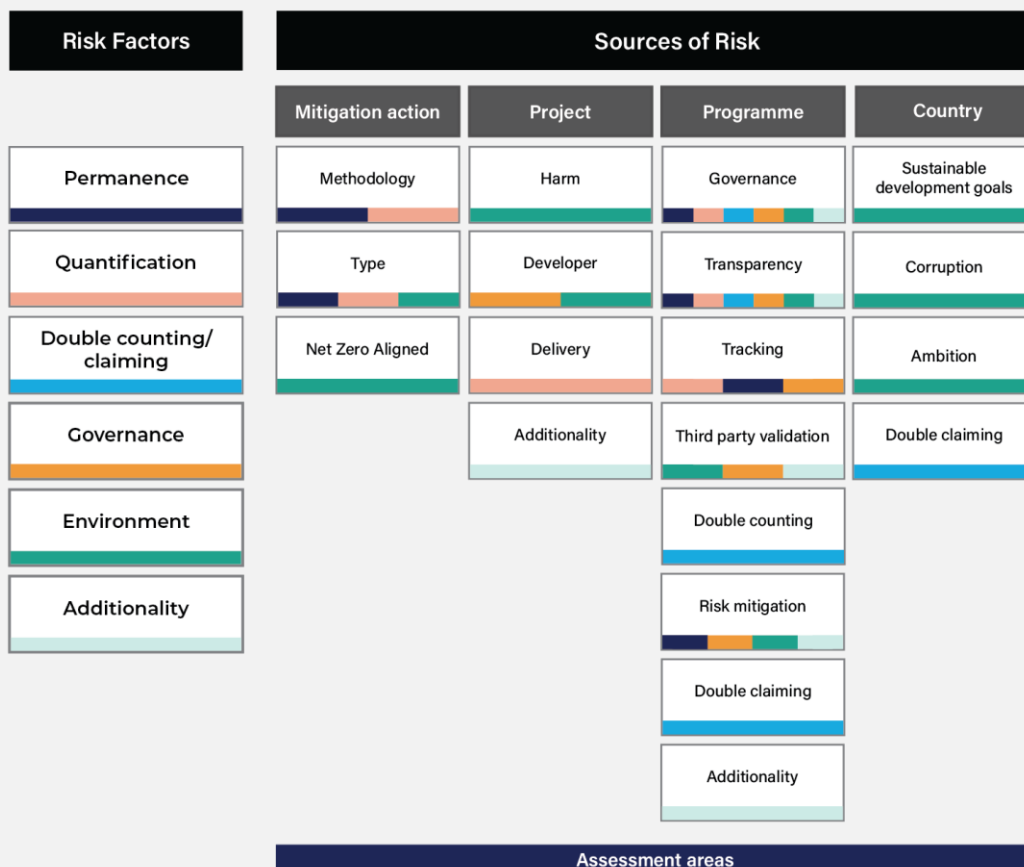 Risk Factors
Sources of Risk
Mitigation action
Project
Programme
Country
Permanence
Methodology
Harm
Governance
Sustainable
development goals
Quantification
Type
Developer
Transparency
Corruption
Double counting/
claiming
Net Zero Aligned
Delivery
Tracking
Ambition
Governance
Additionality
Third party validation
Double claiming
Environment
Double counting
Additionality
Risk mitigation
Double claiming
Additionality
Assessment areas